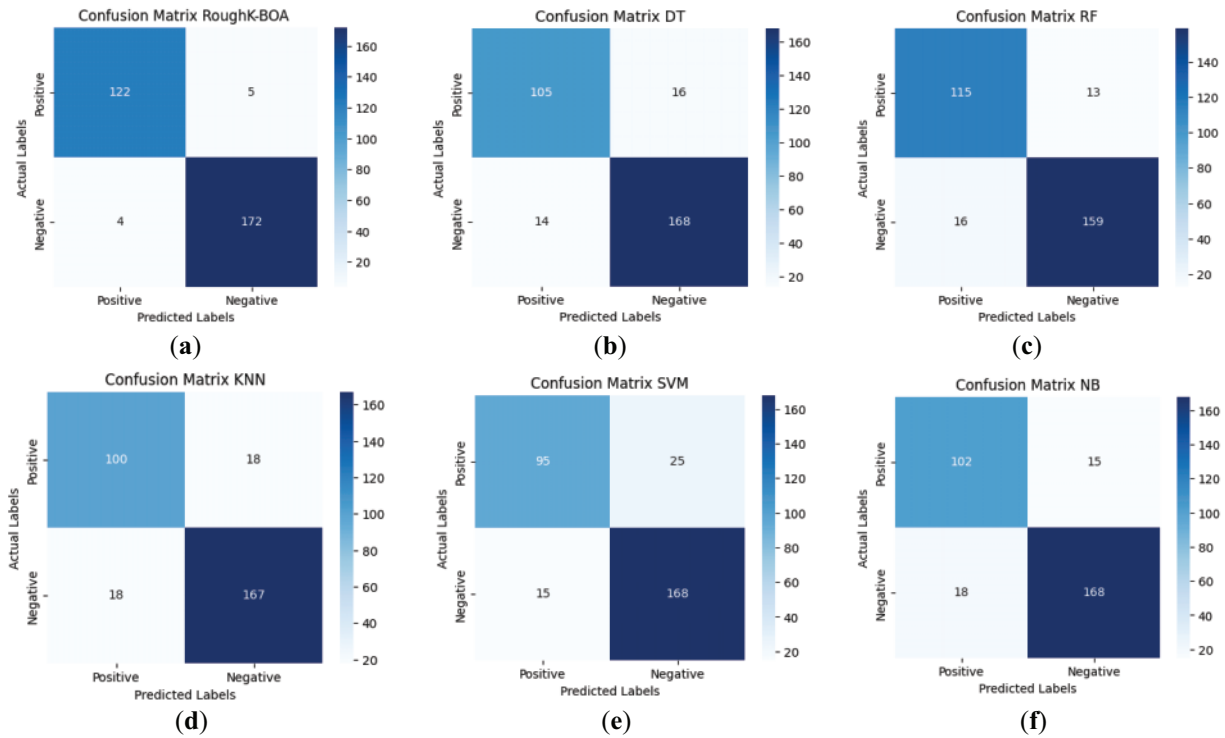 Confusion Matrix RoughK-BOA
Actual Labels
Positive
Negative
122
5
4
172
Positive
Negative
Predicted Labels
160
140
120
100
80
60
40
20
(a)
Confusion Matrix DT
Actual Labels
Positive
Negative
105
16
14
168
Positive
Negative
Predicted Labels
160
140
120
100
80
60
40
20
(b)
Confusion Matrix RF
Actual Labels
Positive
Negative
115
13
16
159
Positive
Negative
Predicted Labels
140
120
100
80
60
40
20
(c)
Confusion Matrix KNN
Actual Labels
Positive
Negative
100
18
18
167
Positive
Negative
Predicted Labels
160
140
120
100
80
60
40
20
(d)
Confusion Matrix SVM
Actual Labels
Positive
Negative
95
25
15
168
Positive
Negative
Predicted Labels
160
140
120
100
80
60
40
20
(e)
Confusion Matrix NB
Actual Labels
Positive
Negative
102
15
18
168
Positive
Negative
Predicted Labels
160
140
120
100
80
60
40
20
(f)